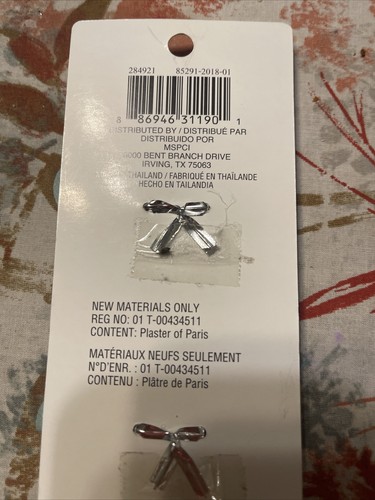 284921 85291-2018-01
8 86946 31190 1
DISTRIBUTED BY / DISTRIBUÉ PAR
DISTRIBUIDO POR
MSPCI
BENT BRANCH DRIVE
IRVING, TX 75063
THAILAND / FABRIQUÉ EN THAÏLANDE
HECHO EN TAILANDIA
NEW MATERIALS ONLY
REG NO: 01 T-00434511
CONTENT: Plaster of Paris
MATÉRIAUX NEUFS SEULEMENT
N°D'ENR. : 01 T-00434511
CONTENU : Plâtre de Paris